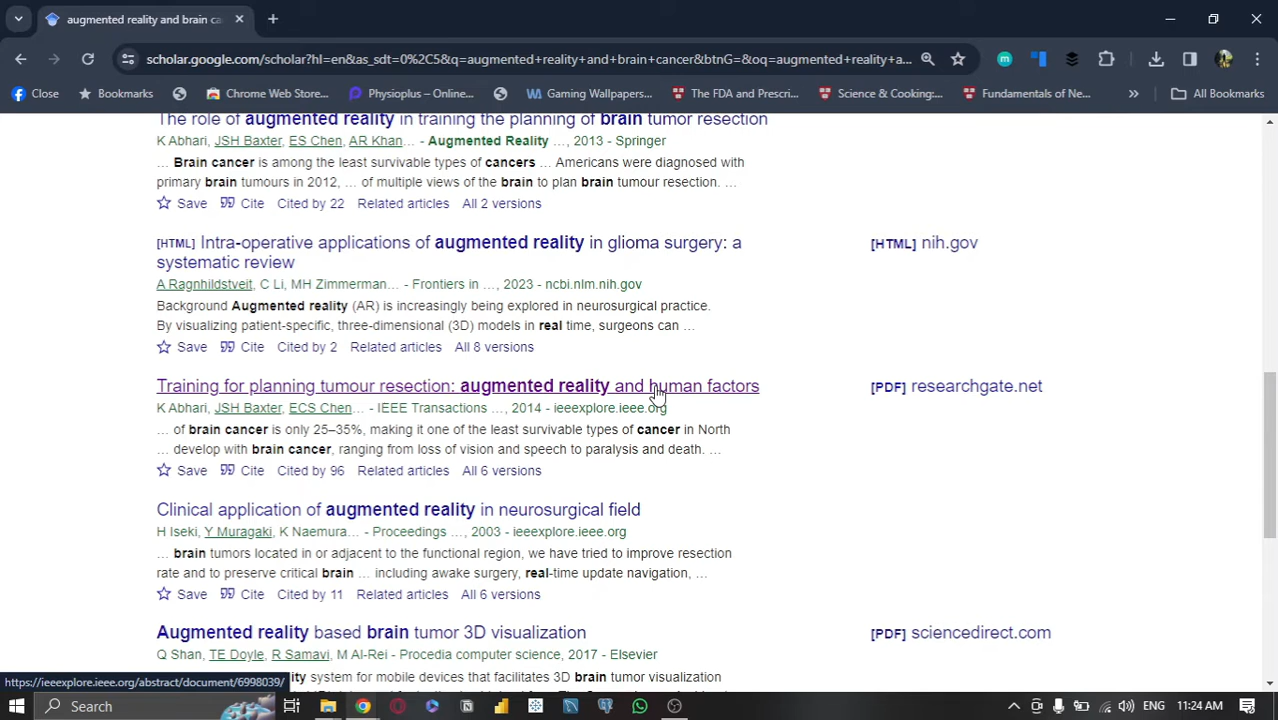 augmented reality and brain ca
scholar.google.com/scholar?hl=en&as_sdt=0%2C5&q=augmented+reality+and+brain+cancer&btnG=&oq=augmented+reality+a...
Close
Bookmarks
Chrome Web Store...
Physioplus – Online...
Gaming Wallpapers...
The FDA and Prescri...
Science & Cooking:...
Fundamentals of Ne...
All Bookmarks
The role of augmented reality in training the planning of brain tumor resection
K Abhari, JSH Baxter, ES Chen, AR Khan... - Augmented Reality ..., 2013 - Springer
... Brain cancer is among the least survivable types of cancers ... Americans were diagnosed with
primary brain tumours in 2012, ... of multiple views of the brain to plan brain tumour resection. ...
Save Cite Cited by 22 Related articles All 2 versions
[HTML] Intra-operative applications of augmented reality in glioma surgery: a
systematic review
[HTML] nih.gov
A Ragnhildstveit, C Li, MH Zimmerman... - Frontiers in ..., 2023 - ncbi.nlm.nih.gov
Background Augmented reality (AR) is increasingly being explored in neurosurgical practice.
By visualizing patient-specific, three-dimensional (3D) models in real time, surgeons can ...
Save Cite Cited by 2 Related articles All 8 versions
Training for planning tumour resection: augmented reality and human factors
[PDF] researchgate.net
K Abhari, JSH Baxter, ECS Chen... - IEEE Transactions ..., 2014 - ieeexplore.ieee.org
... of brain cancer is only 25–35%, making it one of the least survivable types of cancer in North
... develop with brain cancer, ranging from loss of vision and speech to paralysis and death. ...
Save Cite Cited by 96 Related articles All 6 versions
Clinical application of augmented reality in neurosurgical field
H Iseki, Y Muragaki, K Naemura... - Proceedings ..., 2003 - ieeexplore.ieee.org
... brain tumors located in or adjacent to the functional region, we have tried to improve resection
rate and to preserve critical brain ... including awake surgery, real-time update navigation, ...
Save Cite Cited by 11 Related articles All 6 versions
Augmented reality based brain tumor 3D visualization
[PDF] sciencedirect.com
Q Shan, TE Doyle, R Samavi, M Al-Rei - Procedia computer science, 2017 - Elsevier
ity system for mobile devices that facilitates 3D brain tumor visualization
https://ieeexplore.ieee.org/abstract/document/6998039/
Search
ENG
11:24 AM